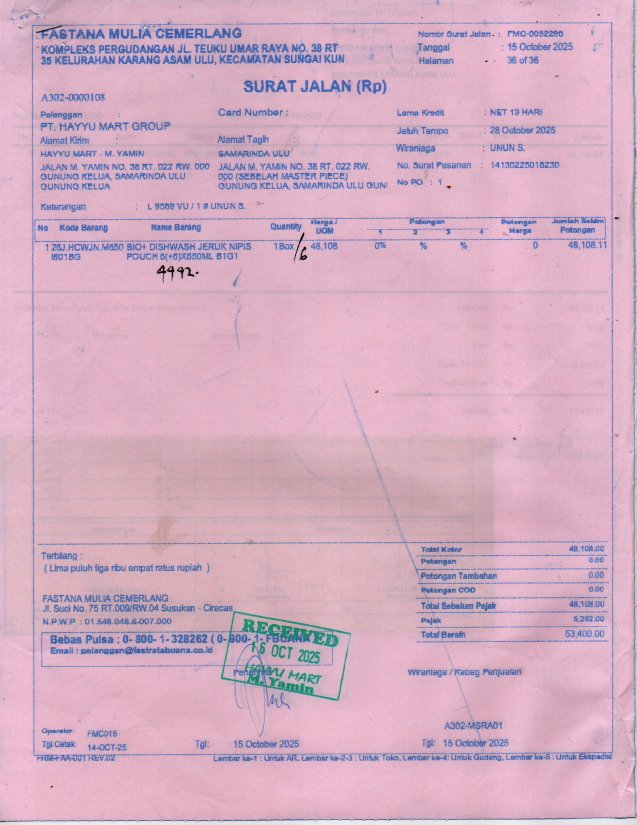 FASTANA MULIA CEMERLANG
KOMPLEKS PERGUDANGAN JL. TEUKU UMAR RAYA NO. 38 RT
35 KELURAHAN KARANG ASAM ULU, KECAMATAN SUNGAI KUN
Nomor Surat Jalan : FMC-0052296
Tanggal : 15 October 2025
Halaman : 36 of 36
SURAT JALAN (Rp)
A302-0000108
Pelanggan :
PT. HAYYU MART GROUP
Alamat Kirim :
HAYYU MART - M. YAMIN
JALAN M. YAMIN NO. 38 RT. 022 RW. 000
GUNUNG KELUA, SAMARINDA ULU
GUNUNG KELUA
Card Number :
Alamat Tagih :
SAMARINDA ULU
JALAN M. YAMIN NO. 38 RT. 022 RW.
000 (SEBELAH MASTER PIECE)
GUNUNG KELUA, SAMARINDA ULU GUNI
Lama Kredit : NET 13 HARI
Jatuh Tempo : 28 October 2025
Wiraniaga : UNUN S.
No. Surat Pesanan : 14130225016230
No PO : 1
Keterangan : L 9569 VU / 1 # UNUN S.
No Kode Barang Nama Barang Quantity Harga / UOM Potongan 1 2 3 4 Potongan Harga Jumlah Salim Potongan
1 26J.HCWJN.M650 BIO+ DISHWASH JERUK NIPIS 1 Box /6 48,108 0% % % 0 48,108.11
I601BG POUCH 6(+6)X650ML B1G1
4992.
Terbilang :
( Lima puluh tiga ribu empat ratus rupiah )
Total Kotor 48,108.00
Potongan 0.00
Potongan Tambahan 0.00
Potongan COD 0.00
Total Sebelum Pajak 48,108.00
Pajak 5,292.00
Total Bersih 53,400.00
FASTANA MULIA CEMERLANG
Jl. Suci No. 75 RT.009/RW.04 Susukan - Ciracas
N.P.W.P : 01.648.048.6-007.000
Bebas Pulsa : 0- 800- 1- 328262 ( 0- 800- 1- FBUANA
Email : pelanggan@fastratabuana.co.id
RECEIVED
16 OCT 2025
HAYYU MART
M. Yamin
Wiraniaga / Kabag Penjualan
Operator FMC015
Tgl Cetak 14-OCT-25
Tgl: 15 October 2025
A302-MSRA01
Tgl: 15 October 2025
FRM-FAA-001 REV.02
Lembar ke-1 : Untuk AR, Lembar ke-2-3 : Untuk Toko, Lembar ke-4: Untuk Gudang, Lembar ke-5 : Untuk Ekspedisi